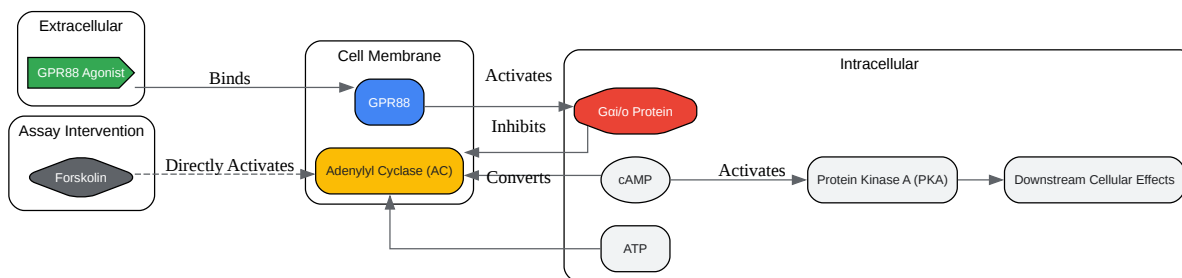 Extracellular
GPR88 Agonist
Binds
Assay Intervention
Forskolin
Directly Activates
Cell Membrane
GPR88
Adenylyl Cyclase (AC)
Activates
Inhibits
Converts
Intracellular
Gαi/o Protein
cAMP
Activates
Protein Kinase A (PKA)
Downstream Cellular Effects
ATP